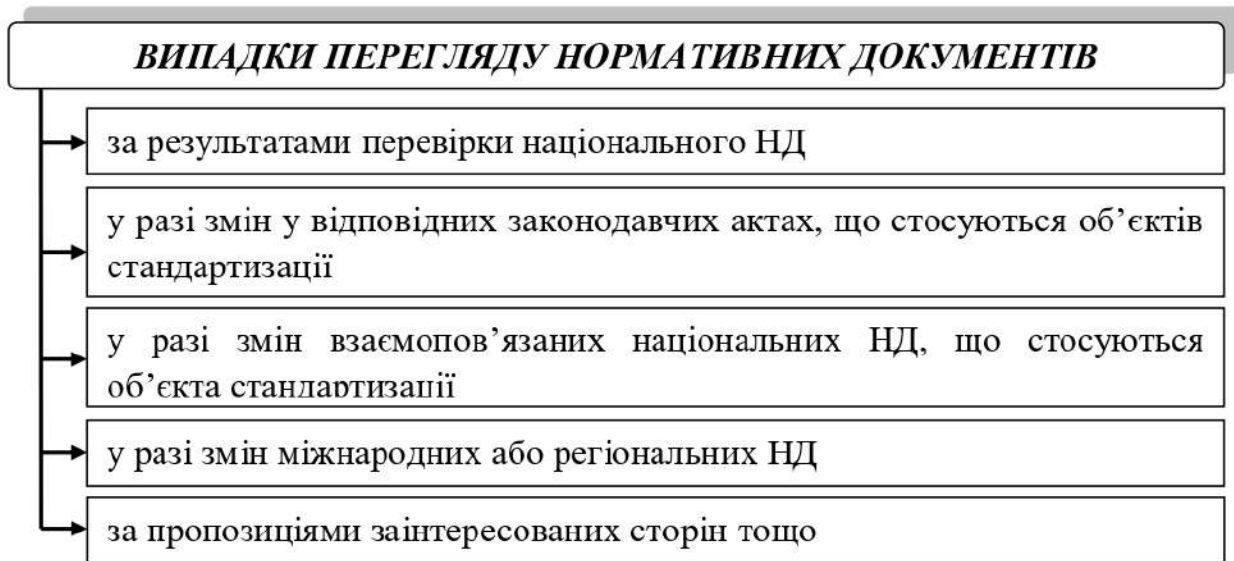 ВИПАДКИ ПЕРЕГЛЯДУ НОРМАТИВНИХ ДОКУМЕНТІВ
за результатами перевірки національного НД
у разі змін у відповідних законодавчих актах, що стосуються об’єктів
стандартизації
у разі змін взаємопов’язаних національних НД, що стосуються
об’єкта стандартизації
у разі змін міжнародних або регіональних НД
за пропозиціями заінтересованих сторін тощо